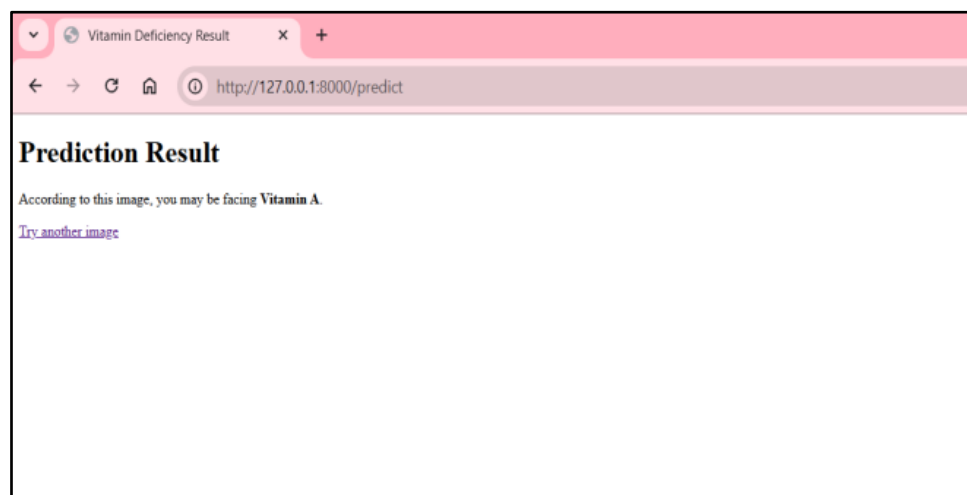 Vitamin Deficiency Result
http://127.0.0.1:8000/predict
Prediction Result
According to this image, you may be facing Vitamin A.
Try another image